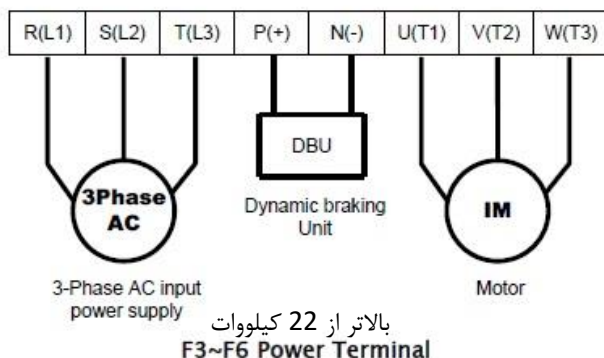 R(L1) S(L2) T(L3) P(+) N(-) U(T1) V(T2) W(T3)
DBU
3Phase
AC
IM
Dynamic braking
Unit
3-Phase AC input
power supply
Motor
بالاتر از 22 کیلووات
F3~F6 Power Terminal